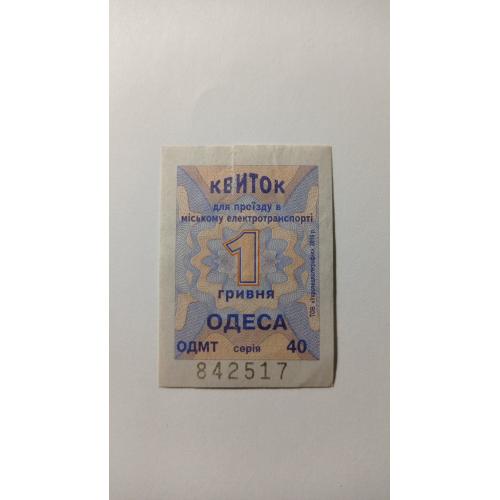 КВИТОК
для проїзду в
міському електротранспорті
1
гривня
ОДЕСА
ОДМТ серія 40
842517